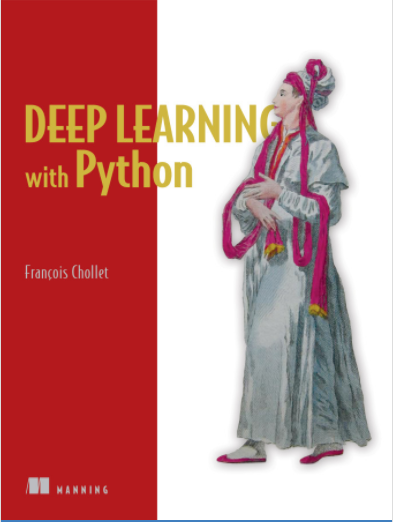 DEEP LEARNING
with Python
François Chollet
MANNING